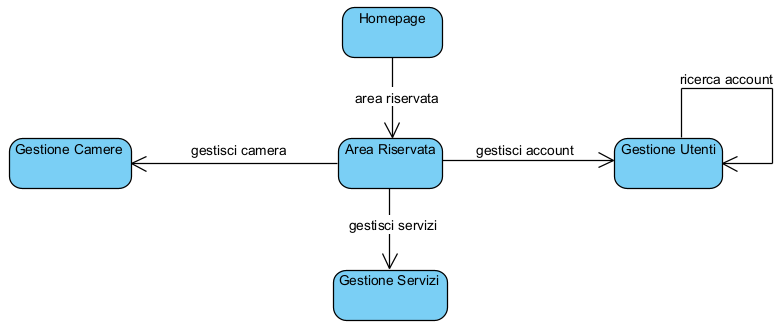 Homepage
ricerca account
area riservata
Gestione Camere
gestisci camera
Area Riservata
gestisci account
Gestione Utenti
gestisci servizi
Gestione Servizi